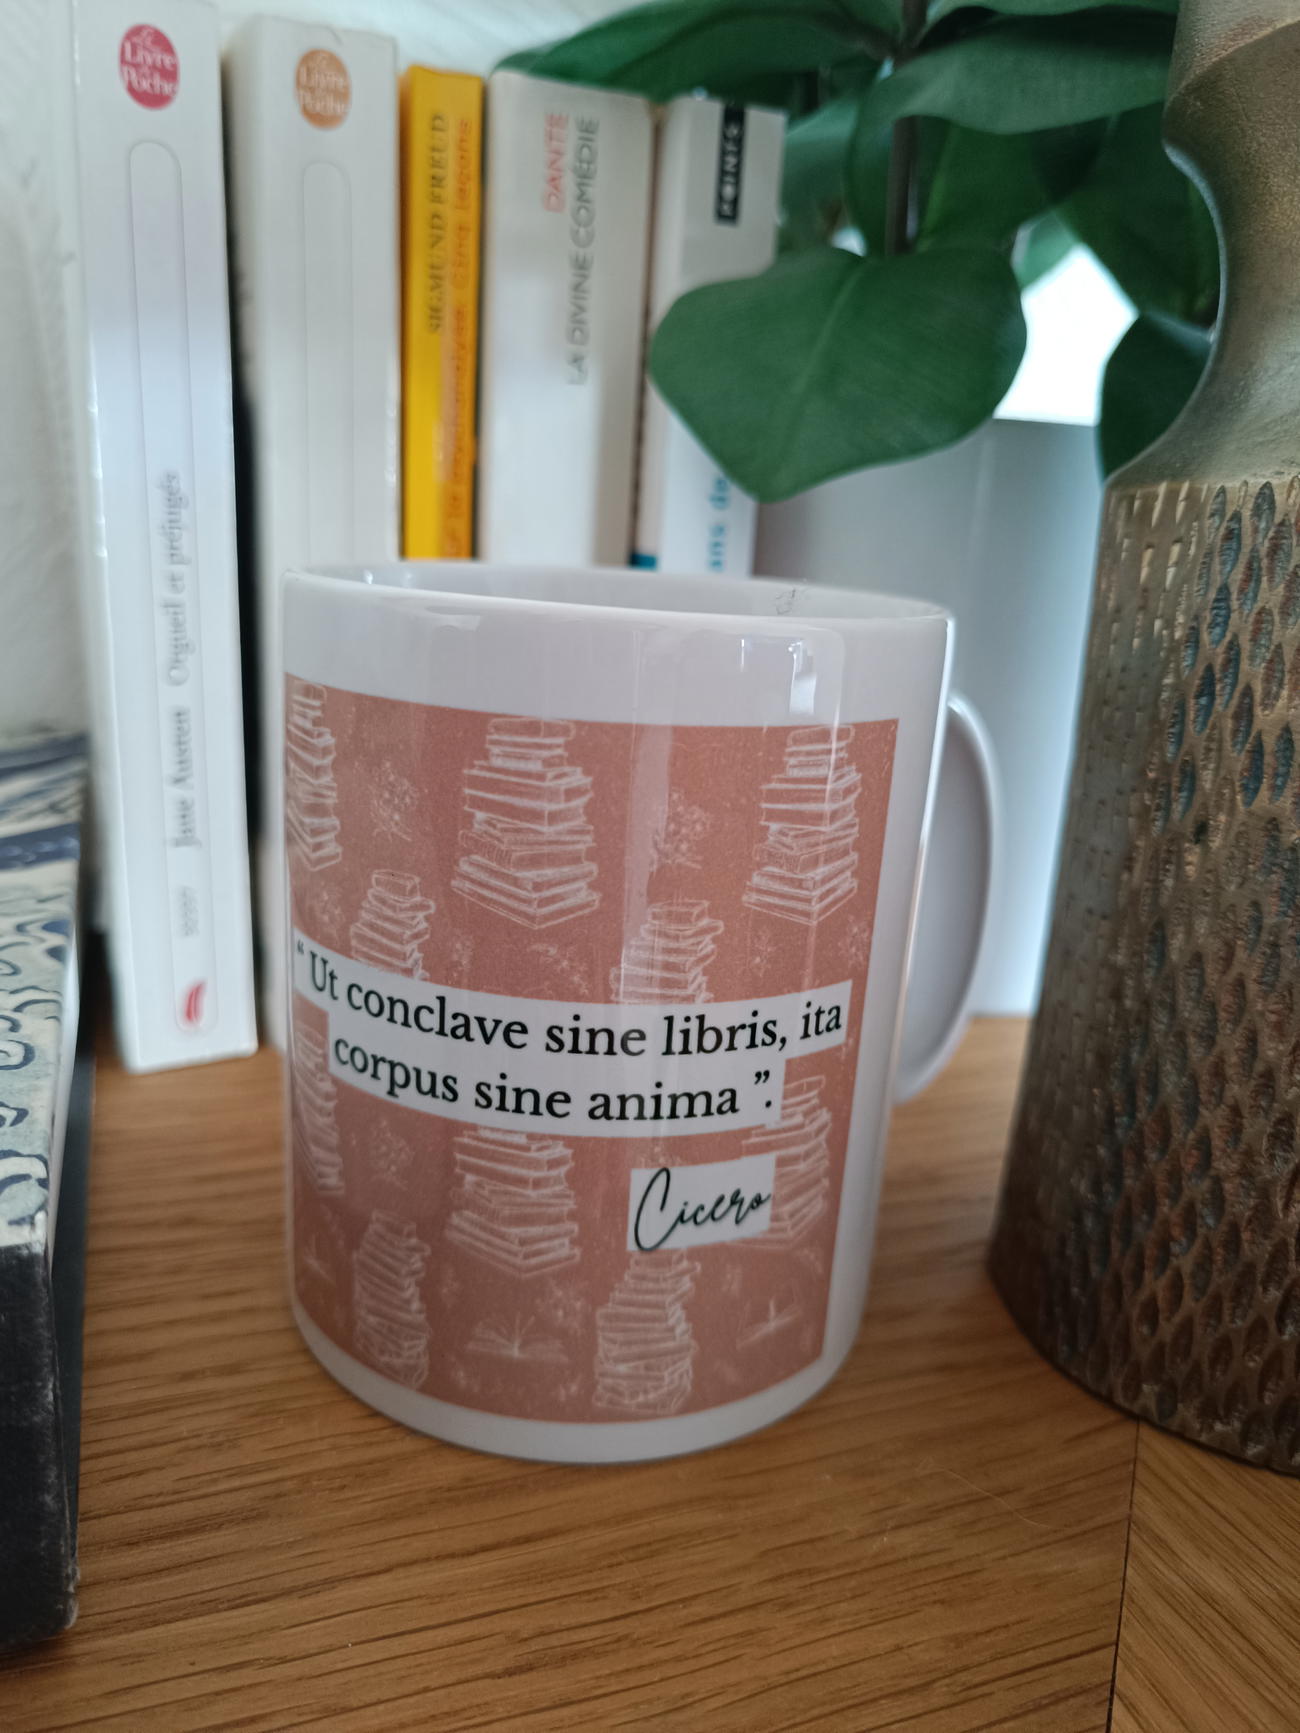 Le Livre de Poche
Jane Austen Orgueil et préjugés
Le Livre de Poche
SIGMUND FREUD
Cinq leçons
DANTE
LA DIVINE COMÉDIE
POINTS
“ Ut conclave sine libris, ita
corpus sine anima ”.
Cicero